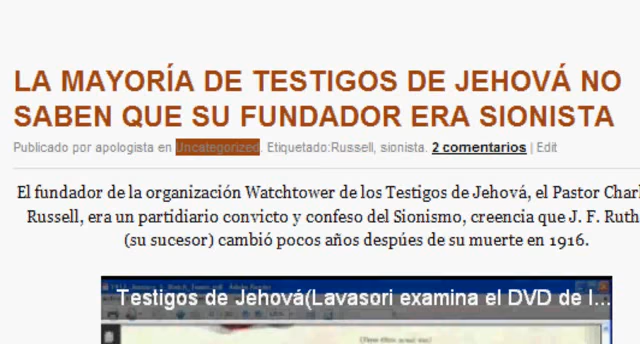 LA MAYORÍA DE TESTIGOS DE JEHOVÁ NO
SABEN QUE SU FUNDADOR ERA SIONISTA
Publicado por apologista en Uncategorized. Etiquetado:Russell, sionista. 2 comentarios | Edit
El fundador de la organización Watchtower de los Testigos de Jehová, el Pastor Charl
Russell, era un partidiario convicto y confeso del Sionismo, creencia que J. F. Ruth
(su sucesor) cambió pocos años despúes de su muerte en 1916.
Testigos de Jehová(Lavasori examina el DVD de l...